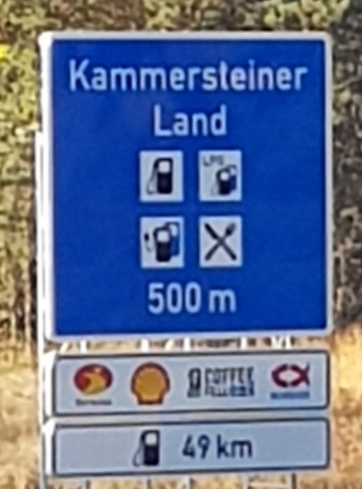 Kammersteiner
Land
LPG
500 m
COFFEE
FELLOWS
49 km